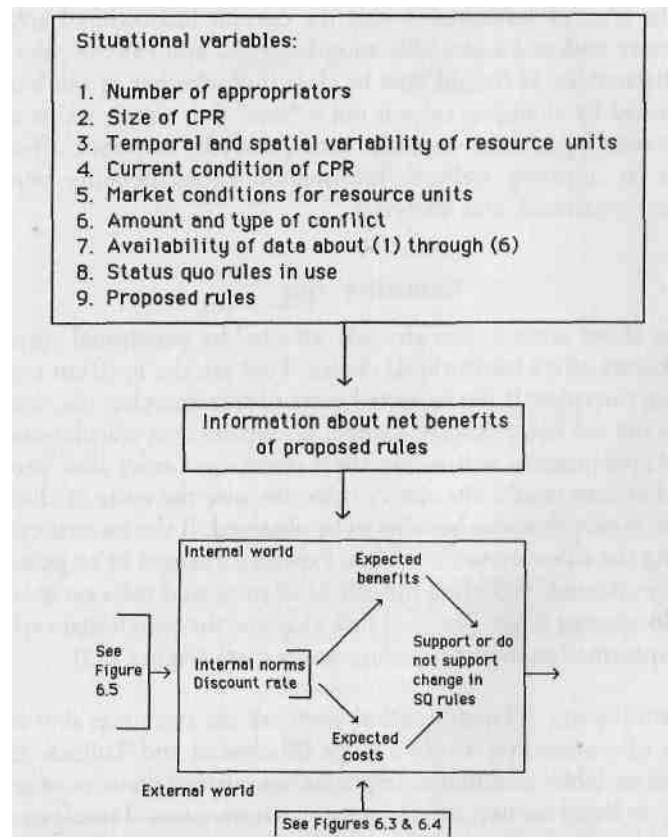 Situational variables:
1. Number of appropriators
2. Size of CPR
3. Temporal and spatial variability of resource units
4. Current condition of CPR
5. Market conditions for resource units
6. Amount and type of conflict
7. Availability of data about (1) through (6)
8. Status quo rules in use
9. Proposed rules
Information about net benefits
of proposed rules
Internal world
Expected
benefits
See
Figure
6.5
Internal norms
Discount rate
Support or do
not support
change in
SQ rules
Expected
costs
External world
See Figures 6.3 & 6.4